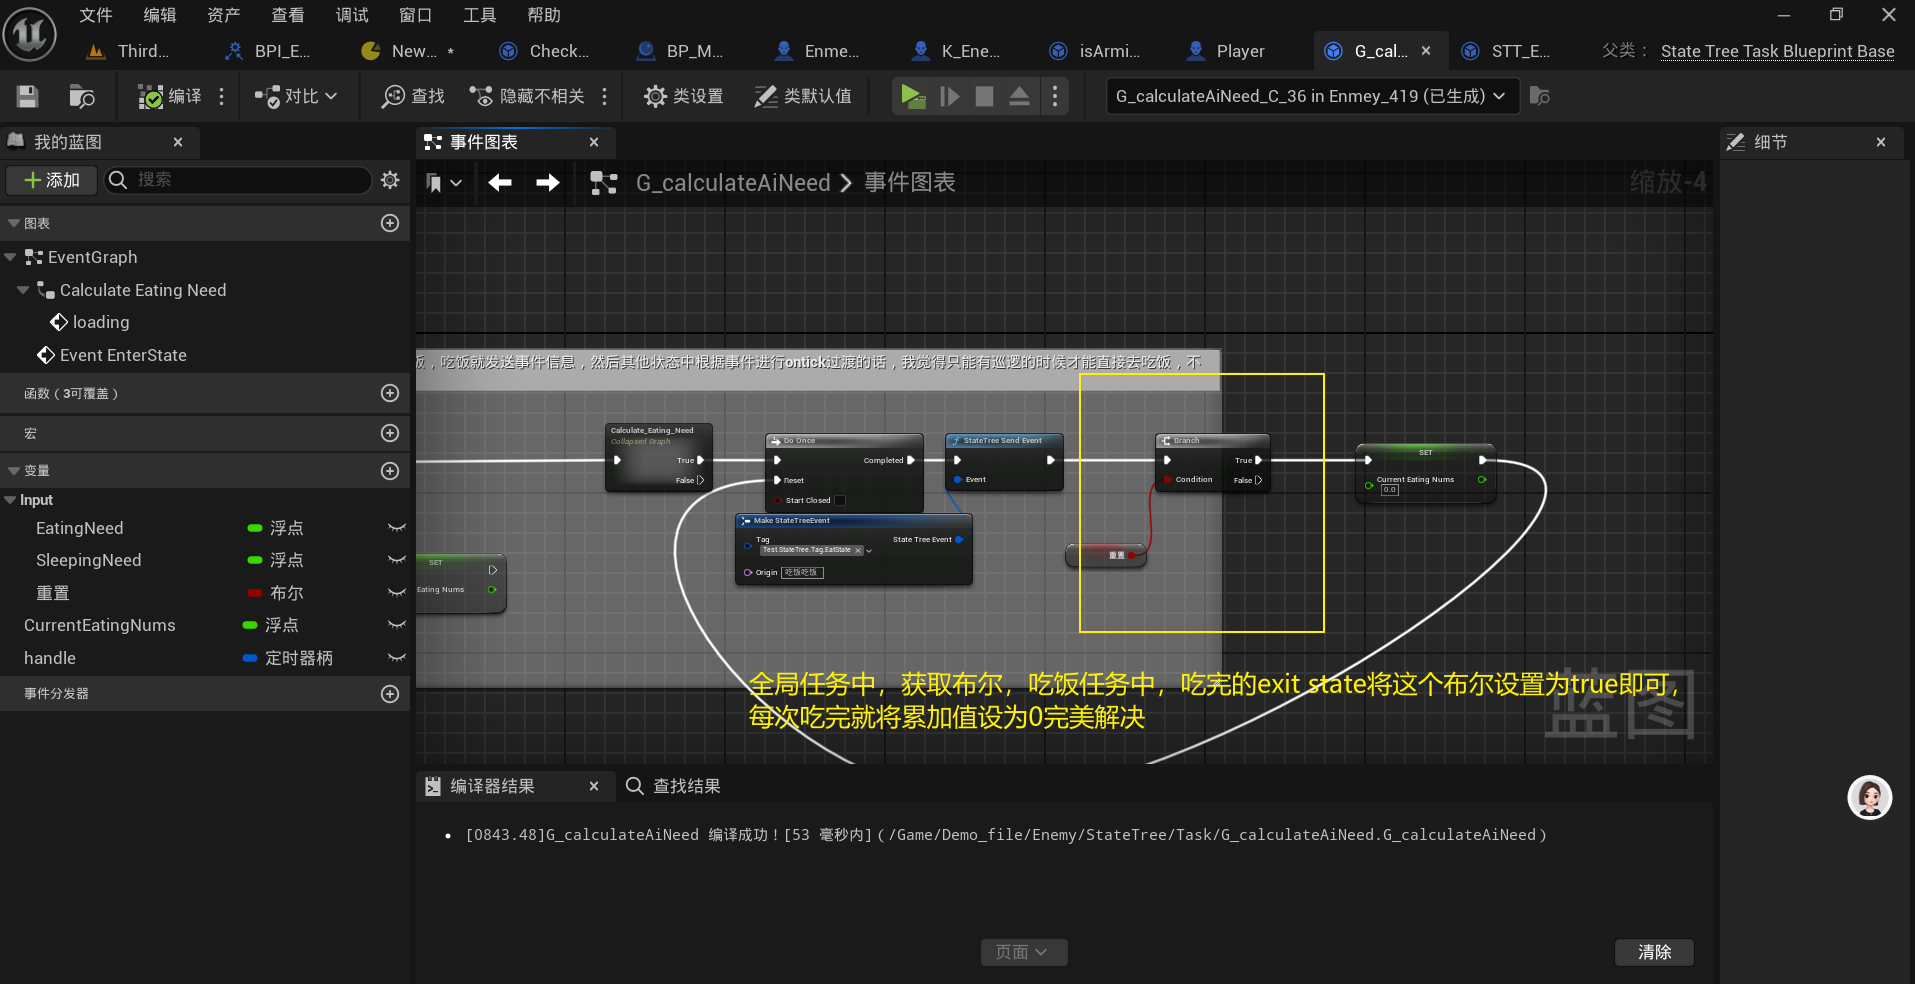 文件 编辑 资产 查看 调试 窗口 工具 帮助
Third... BPI_E... New... * Check... BP_M... Enme... K_Ene... isArmi... Player G_cal... STT_E... 父类： State Tree Task Blueprint Base
编译 对比 查找 隐藏不相关 类设置 类默认值 G_calculateAiNeed_C_36 in Enmey_419 (已生成)
我的蓝图
添加 搜索
图表
EventGraph
Calculate Eating Need
loading
Event EnterState
函数（3可覆盖）
宏
变量
Input
EatingNeed 浮点
SleepingNeed 浮点
重置 布尔
CurrentEatingNums 浮点
handle 定时器柄
事件分发器
事件图表
G_calculateAiNeed 事件图表 缩放-4
饭，吃饭就发送事件信息，然后其他状态中根据事件进行ontick过渡的话，我觉得只能有巡逻的时候才能直接去吃饭，不
Calculate_Eating_Need
Collapsed Graph
True
False
Do Once
Completed
Reset
Start Closed
StateTree Send Event
Event
Branch
True
Condition False
SET
Current Eating Nums
0.0
Make StateTreeEvent
Tag State Tree Event
Test.StateTree.Tag.EatState
Origin 吃饭吃饭
重置
SET
Eating Nums
全局任务中，获取布尔，吃饭任务中，吃完的exit state将这个布尔设置为true即可，
每次吃完就将累加值设为0完美解决
蓝图
编译器结果 查找结果
[0843.48]G_calculateAiNeed 编译成功！[53 毫秒内]（/Game/Demo_file/Enemy/StateTree/Task/G_calculateAiNeed.G_calculateAiNeed）
页面 清除
细节